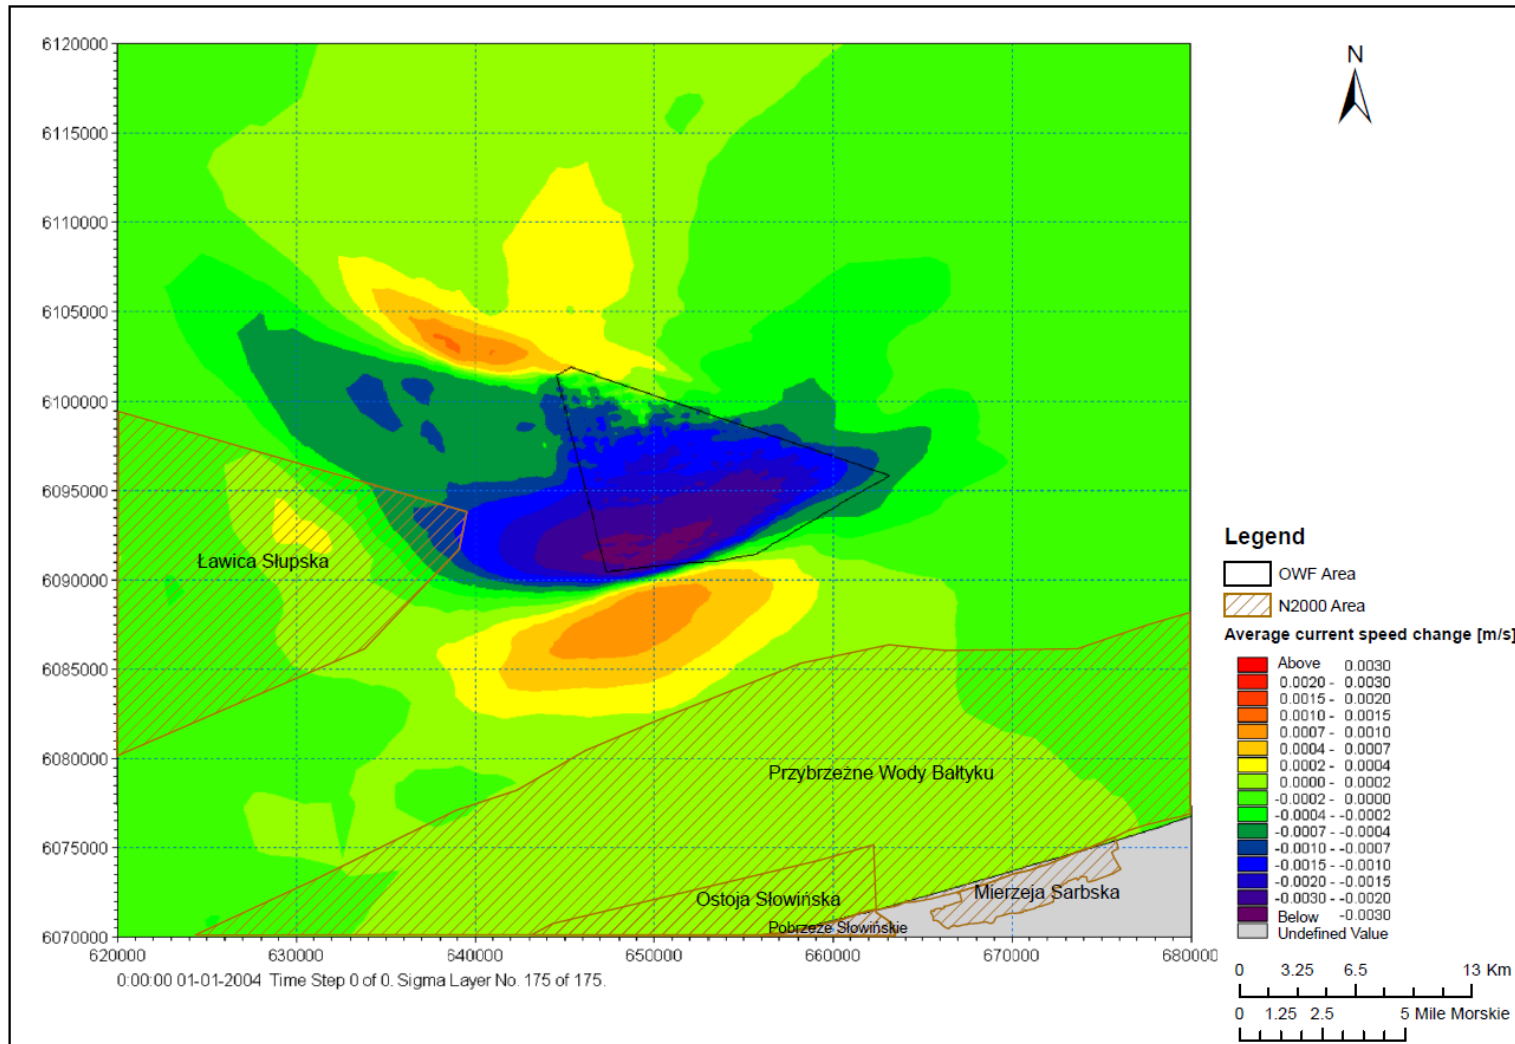 N
6120000
6115000
6110000
6105000
6100000
6095000
6090000
6085000
6080000
6075000
6070000
620000 630000 640000 650000 660000 670000 680000
Ławica Słupska
Przybrzeżne Wody Bałtyku
Ostoja Słowińska
Mierzeja Sarbska
Pobrzeże Słowińskie
0:00:00 01-01-2004 Time Step 0 of 0. Sigma Layer No. 175 of 175.
Legend
OWF Area
N2000 Area
Average current speed change [m/s]
Above 0.0030
0.0020 - 0.0030
0.0015 - 0.0020
0.0010 - 0.0015
0.0007 - 0.0010
0.0004 - 0.0007
0.0002 - 0.0004
0.0000 - 0.0002
-0.0002 - 0.0000
-0.0004 - -0.0002
-0.0007 - -0.0004
-0.0010 - -0.0007
-0.0015 - -0.0010
-0.0020 - -0.0015
-0.0030 - -0.0020
Below -0.0030
Undefined Value
0 3.25 6.5 13 Km
0 1.25 2.5 5 Mile Morskie